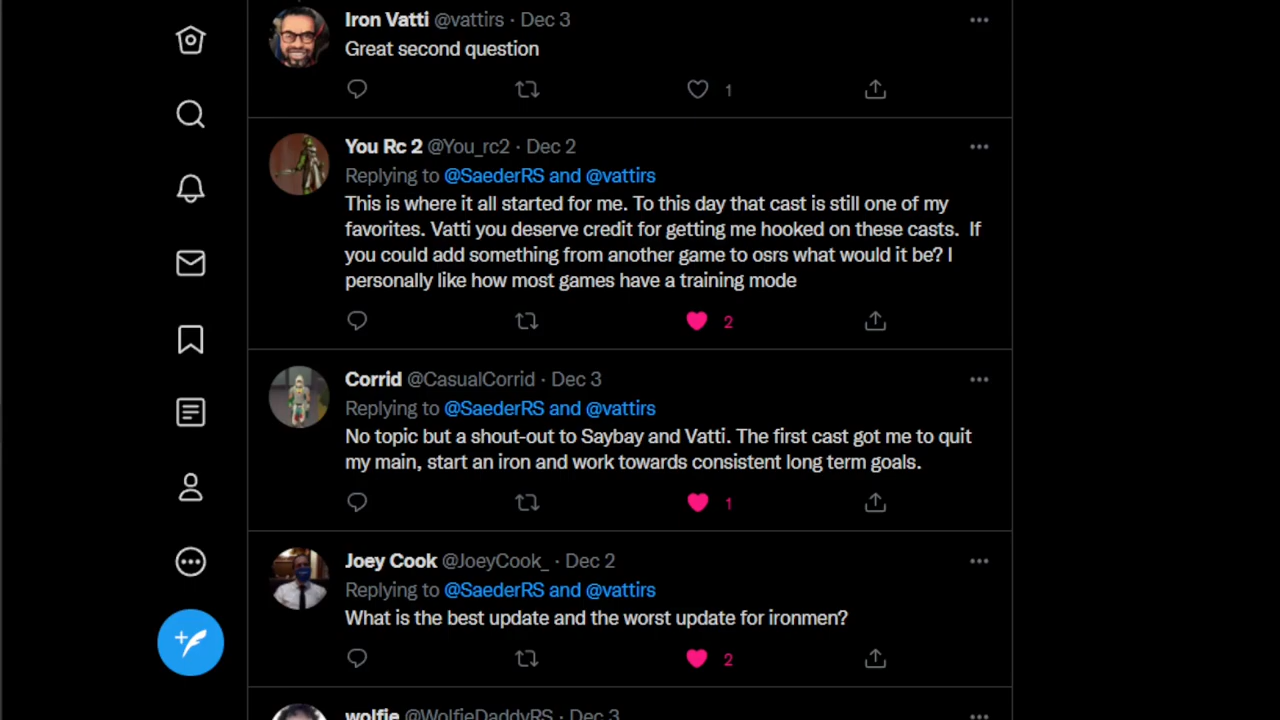 Iron Vatti @vattirs · Dec 3
Great second question
1
You Rc 2 @You_rc2 · Dec 2
Replying to @SaederRS and @vattirs
This is where it all started for me. To this day that cast is still one of my
favorites. Vatti you deserve credit for getting me hooked on these casts.  If
you could add something from another game to osrs what would it be? I
personally like how most games have a training mode
2
Corrid @CasualCorrid · Dec 3
Replying to @SaederRS and @vattirs
No topic but a shout-out to Saybay and Vatti. The first cast got me to quit
my main, start an iron and work towards consistent long term goals.
1
Joey Cook @JoeyCook_ · Dec 2
Replying to @SaederRS and @vattirs
What is the best update and the worst update for ironmen?
2
wolfie @WolfieDaddyRS · Dec 3